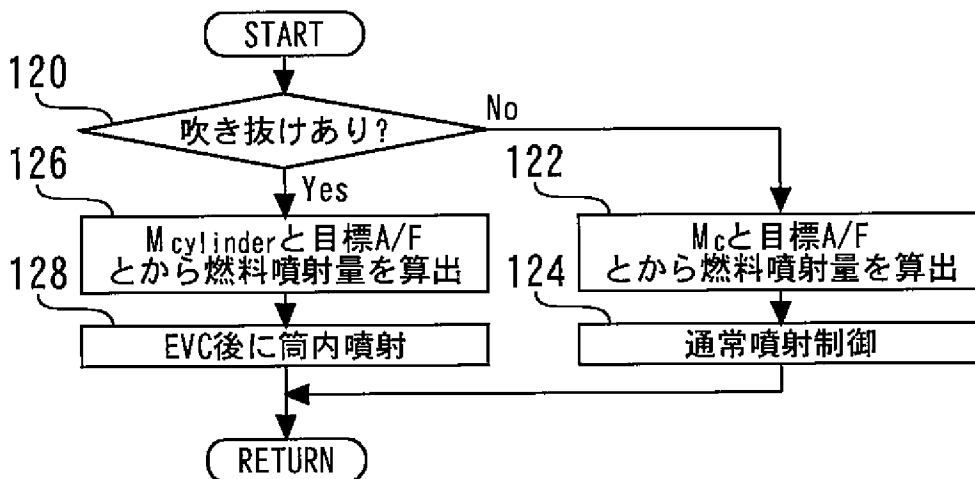 START
120
吹き抜けあり?
No
Yes
126
Mcylinderと目標A/F
とから燃料噴射量を算出
122
Mcと目標A/F
とから燃料噴射量を算出
128
EVC後に筒内噴射
124
通常噴射制御
RETURN